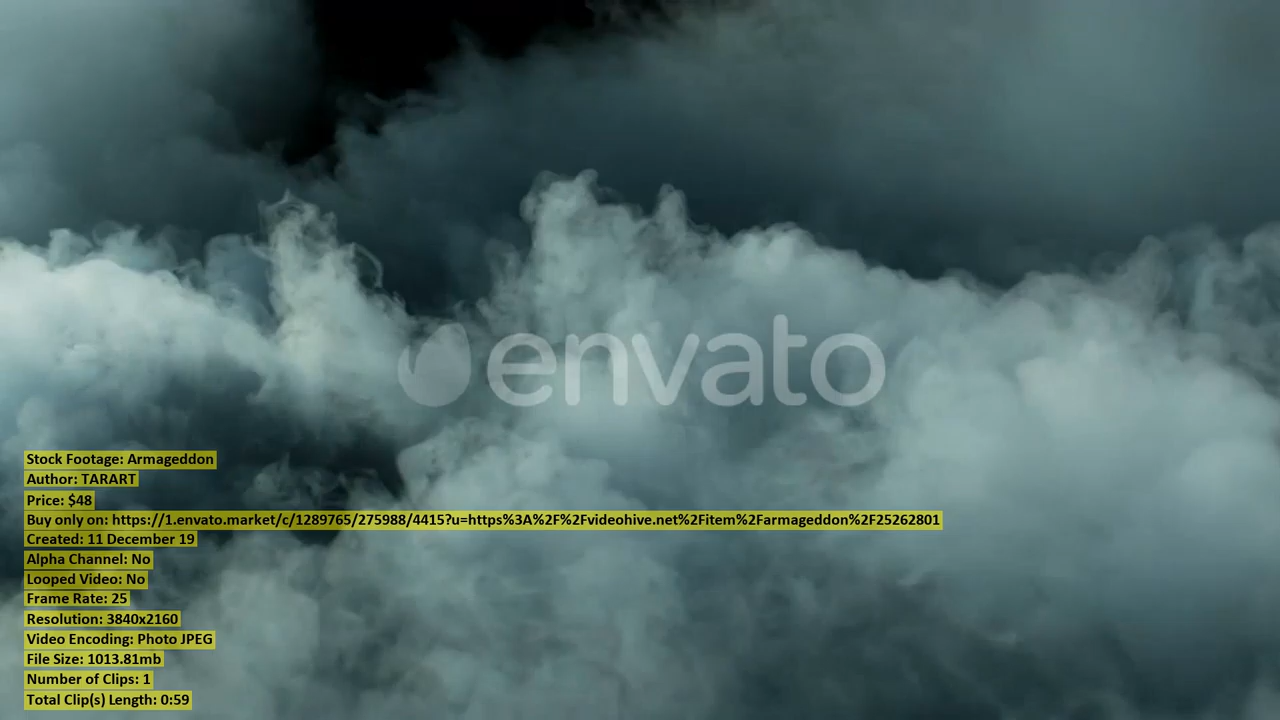 envato
Stock Footage: Armageddon
Author: TARART
Price: $48
Buy only on: https://1.envato.market/c/1289765/275988/4415?u=https%3A%2F%2Fvideohive.net%2Fitem%2Farmageddon%2F25262801
Created: 11 December 19
Alpha Channel: No
Looped Video: No
Frame Rate: 25
Resolution: 3840x2160
Video Encoding: Photo JPEG
File Size: 1013.81mb
Number of Clips: 1
Total Clip(s) Length: 0:59